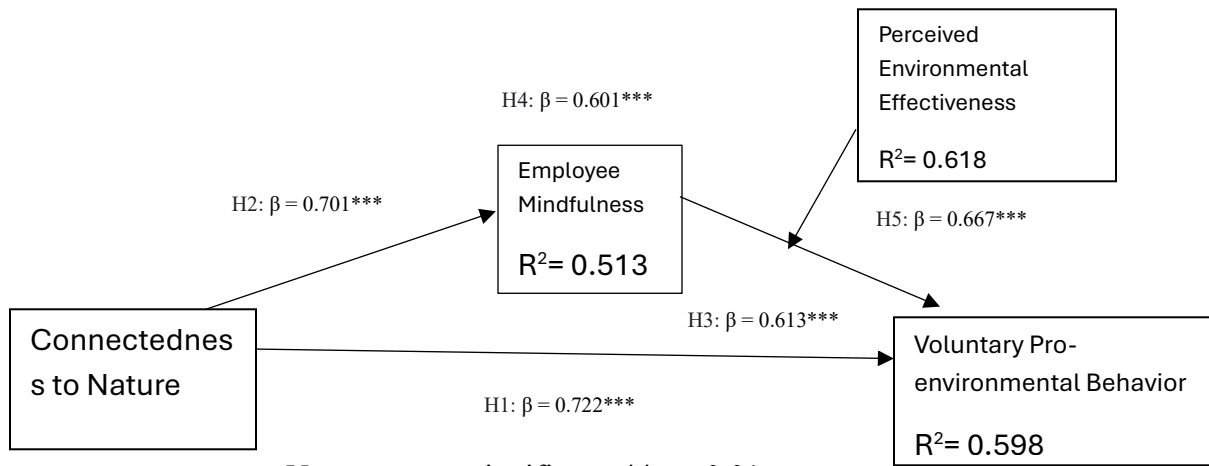 Perceived
Environmental
Effectiveness
R²= 0.618
H4: β = 0.601***
Employee
Mindfulness
R²= 0.513
H2: β = 0.701***
H5: β = 0.667***
H3: β = 0.613***
Connectednes
s to Nature
Voluntary Pro-
environmental Behavior
R²= 0.598
H1: β = 0.722***